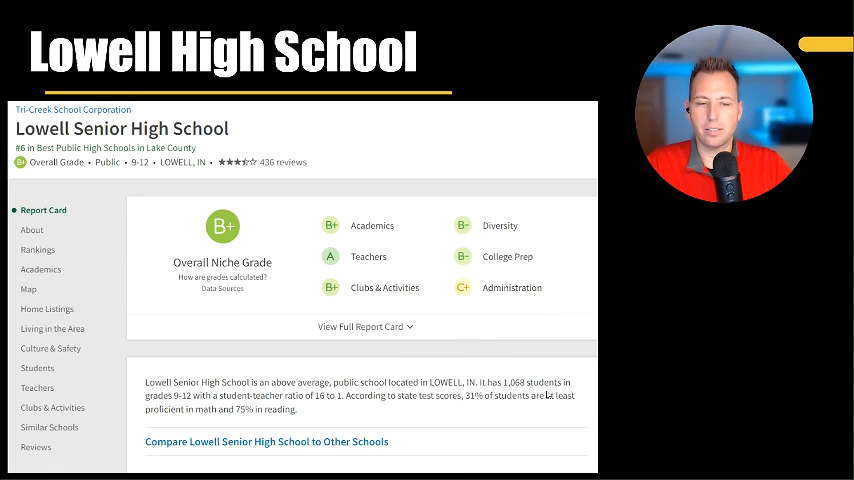 Lowell High School
Tri-Creek School Corporation
Lowell Senior High School
#6 in Best Public High Schools in Lake County
B+ Overall Grade • Public • 9-12 • LOWELL, IN • 436 reviews
Report Card
About
Rankings
Academics
Map
Home Listings
Living in the Area
Culture & Safety
Students
Teachers
Clubs & Activities
Similar Schools
Reviews
B+
Overall Niche Grade
How are grades calculated?
Data Sources
B+ Academics
B- Diversity
A Teachers
B- College Prep
B+ Clubs & Activities
C+ Administration
View Full Report Card
Lowell Senior High School is an above average, public school located in LOWELL, IN. It has 1,068 students in
grades 9-12 with a student-teacher ratio of 16 to 1. According to state test scores, 31% of students are at least
proficient in math and 75% in reading.
Compare Lowell Senior High School to Other Schools